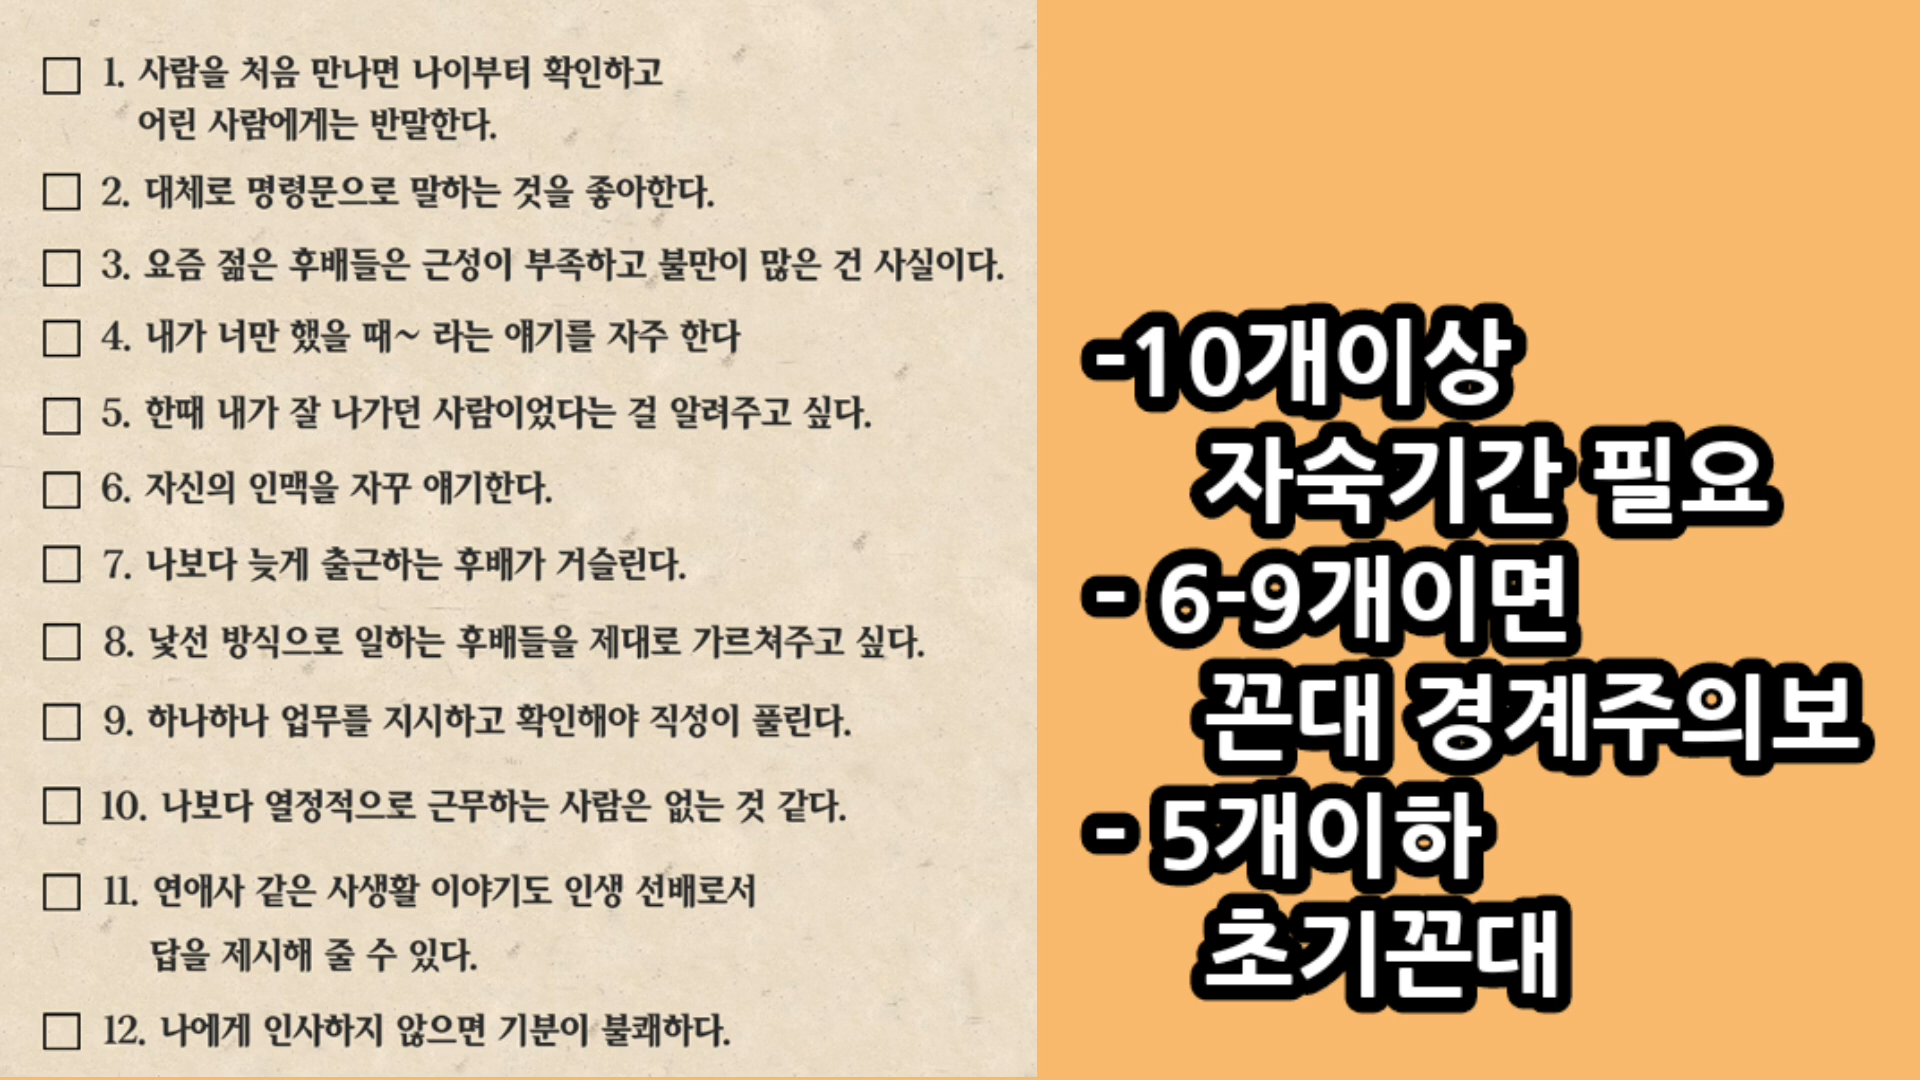 1. 사람을 처음 만나면 나이부터 확인하고
어린 사람에게는 반말한다.
2. 대체로 명령문으로 말하는 것을 좋아한다.
3. 요즘 젊은 후배들은 근성이 부족하고 불만이 많은 건 사실이다.
4. 내가 너만 했을 때~ 라는 얘기를 자주 한다
5. 한때 내가 잘 나가던 사람이었다는 걸 알려주고 싶다.
6. 자신의 인맥을 자꾸 얘기한다.
7. 나보다 늦게 출근하는 후배가 거슬린다.
8. 낯선 방식으로 일하는 후배들을 제대로 가르쳐주고 싶다.
9. 하나하나 업무를 지시하고 확인해야 직성이 풀린다.
10. 나보다 열정적으로 근무하는 사람은 없는 것 같다.
11. 연애사 같은 사생활 이야기도 인생 선배로서
답을 제시해 줄 수 있다.
12. 나에게 인사하지 않으면 기분이 불쾌하다.
-10개이상
자숙기간 필요
- 6-9개이면
꼰대 경계주의보
- 5개이하
초기꼰대